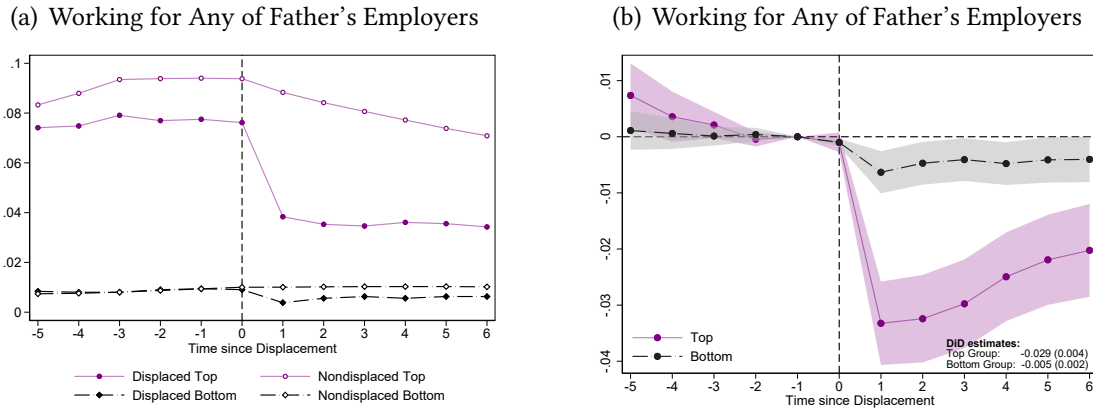 (a) Working for Any of Father’s Employers
.1
.08
.06
.04
.02
0
-5 -4 -3 -2 -1 0 1 2 3 4 5 6
Time since Displacement
Displaced Top
Nondisplaced Top
Displaced Bottom
Nondisplaced Bottom
(b) Working for Any of Father’s Employers
.01
0
-.01
-.02
-.03
-.04
Top
Bottom
DiD estimates:
Top Group: -0.029 (0.004)
Bottom Group: -0.005 (0.002)
-5 -4 -3 -2 -1 0 1 2 3 4 5 6
Time since Displacement